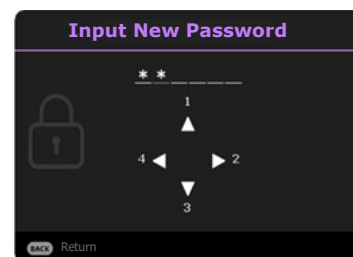 Input New Password
* * _ _ _ _
1
4 2
3
BACK Return